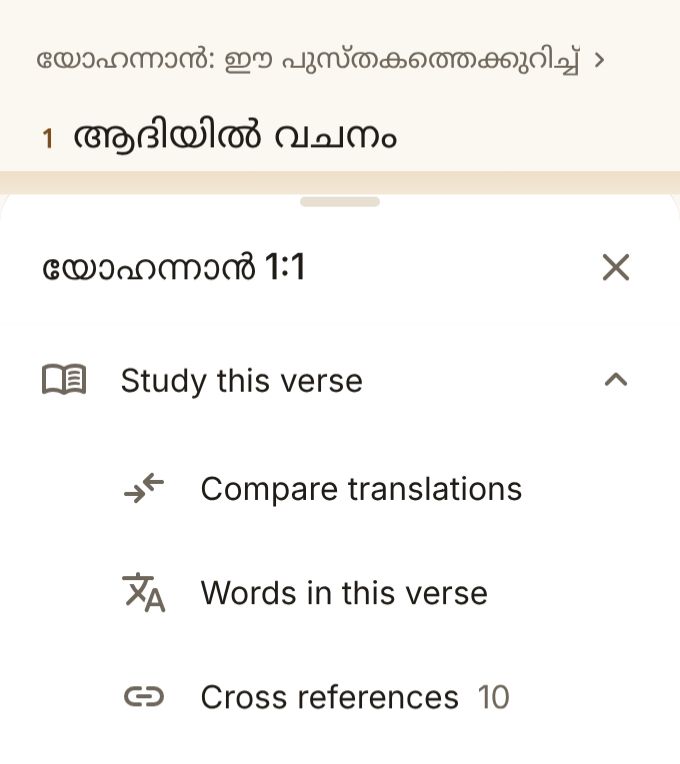 യോഹന്നാൻ: ഈ പുസ്തകത്തെക്കുറിച്ച്
1 ആദിയിൽ വചനം
യോഹന്നാൻ 1:1
Study this verse
Compare translations
Words in this verse
Cross references 10